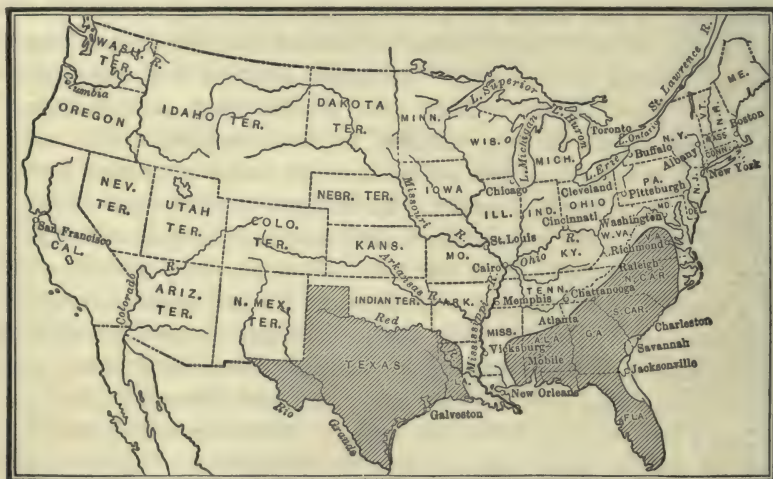 WASH.
TER.
R.
Columbia
OREGON
IDAHO TER.
DAKOTA
TER.
MINN.
L. Superior
WIS.
L. Michigan
MICH.
L. Huron
Toronto
L. Ontario
St. Lawrence R.
ME.
VT.
N.H.
N.Y.
MASS
Boston
CONN.
Albany
Buffalo
L. Erie
New York
N.J.
PA.
Pittsburgh
NEV.
TER.
UTAH
TER.
NEBR. TER.
IOWA
Chicago
ILL.
IND.
Cleveland
OHIO
Cincinnati
Washington
MD.
DE
San Francisco
CAL.
COLO.
TER.
KANS.
Missouri
R.
MO.
St. Louis
Cairo
Ohio
R.
KY.
W.VA.
VA.
Richmond
Raleigh
N. CAR.
Colorado
R.
ARIZ.
TER.
N. MEX.
TER.
INDIAN TER.
Arkansas R.
ARK.
Memphis
TENN.
Chattanooga
S. CAR.
Red
TEXAS
LA.
Mississippi R.
MISS.
Vicksburg
ALA.
Mobile
Atlanta
GA.
Charleston
Savannah
Jacksonville
New Orleans
Galveston
Rio
Grande
FLA.